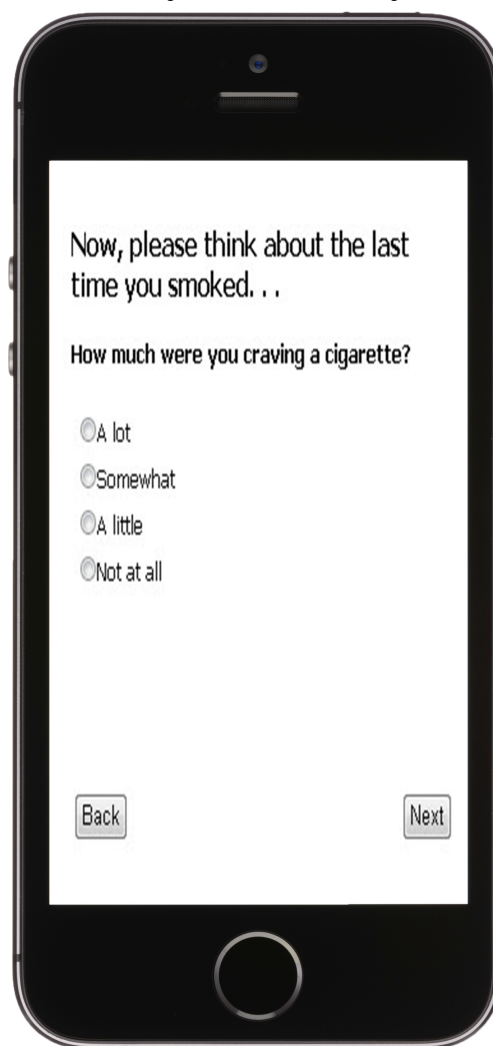 Now, please think about the last
time you smoked. . .
How much were you craving a cigarette?
A lot
Somewhat
A little
Not at all
Back
Next